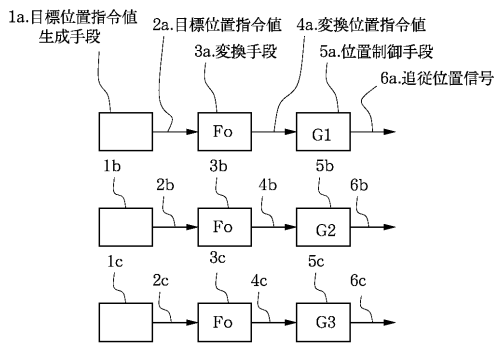 1a.目標位置指令値
生成手段
2a.目標位置指令値
3a.変換手段
4a.変換位置指令値
5a.位置制御手段
6a.追従位置信号
Fo
G1
1b
2b
3b
4b
5b
6b
Fo
G2
1c
2c
3c
4c
5c
6c
Fo
G3